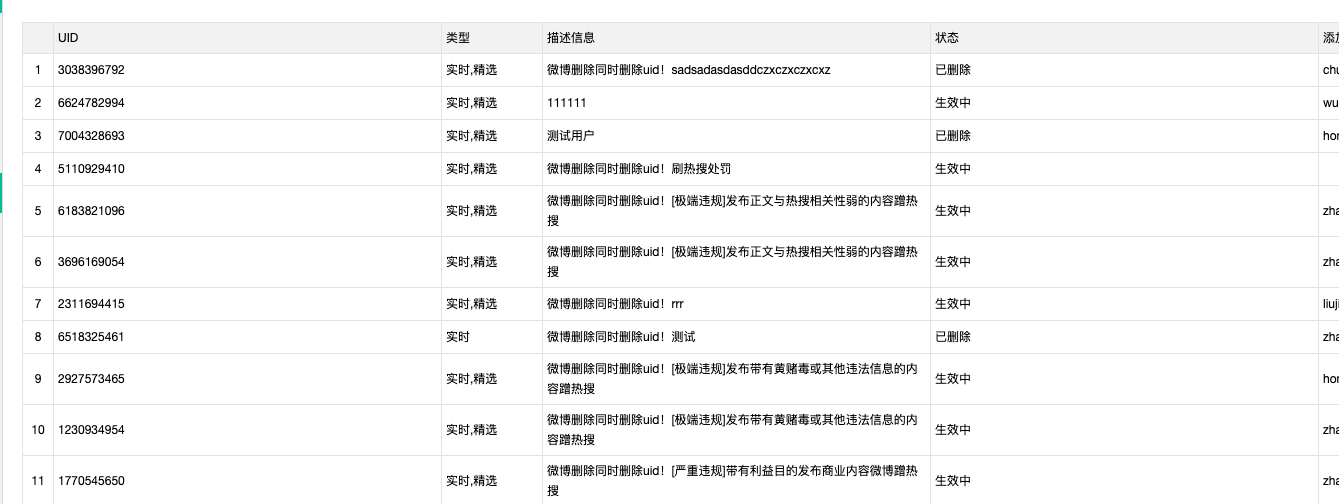 UID 类型 描述信息 状态
1 3038396792 实时,精选 微博删除同时删除uid！sadsadasdasddczxczxczxcxz 已删除 chu
2 6624782994 实时,精选 111111 生效中 wu
3 7004328693 实时,精选 测试用户 已删除 hon
4 5110929410 实时,精选 微博删除同时删除uid！刷热搜处罚 生效中
5 6183821096 实时,精选 微博删除同时删除uid！[极端违规]发布正文与热搜相关性弱的内容蹭热 生效中 zha
搜
6 3696169054 实时,精选 微博删除同时删除uid！[极端违规]发布正文与热搜相关性弱的内容蹭热 生效中 zha
搜
7 2311694415 实时,精选 微博删除同时删除uid！rrr 生效中 liuji
8 6518325461 实时 微博删除同时删除uid！测试 已删除 zha
9 2927573465 实时,精选 微博删除同时删除uid！[极端违规]发布带有黄赌毒或其他违法信息的内 生效中 hon
容蹭热搜
10 1230934954 实时,精选 微博删除同时删除uid！[极端违规]发布带有黄赌毒或其他违法信息的内 生效中 zha
容蹭热搜
11 1770545650 实时,精选 微博删除同时删除uid！[严重违规]带有利益目的发布商业内容微博蹭热 生效中 zha
搜